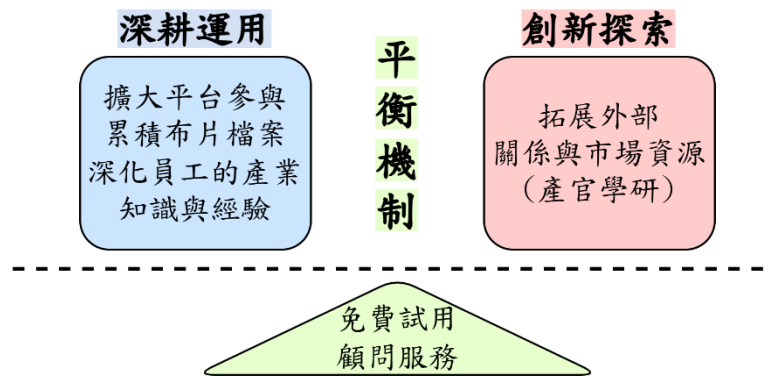 深耕運用
擴大平台參與
累積布片檔案
深化員工的產業
知識與經驗
平衡機制
創新探索
拓展外部
關係與市場資源
(產官學研)
免費試用
顧問服務